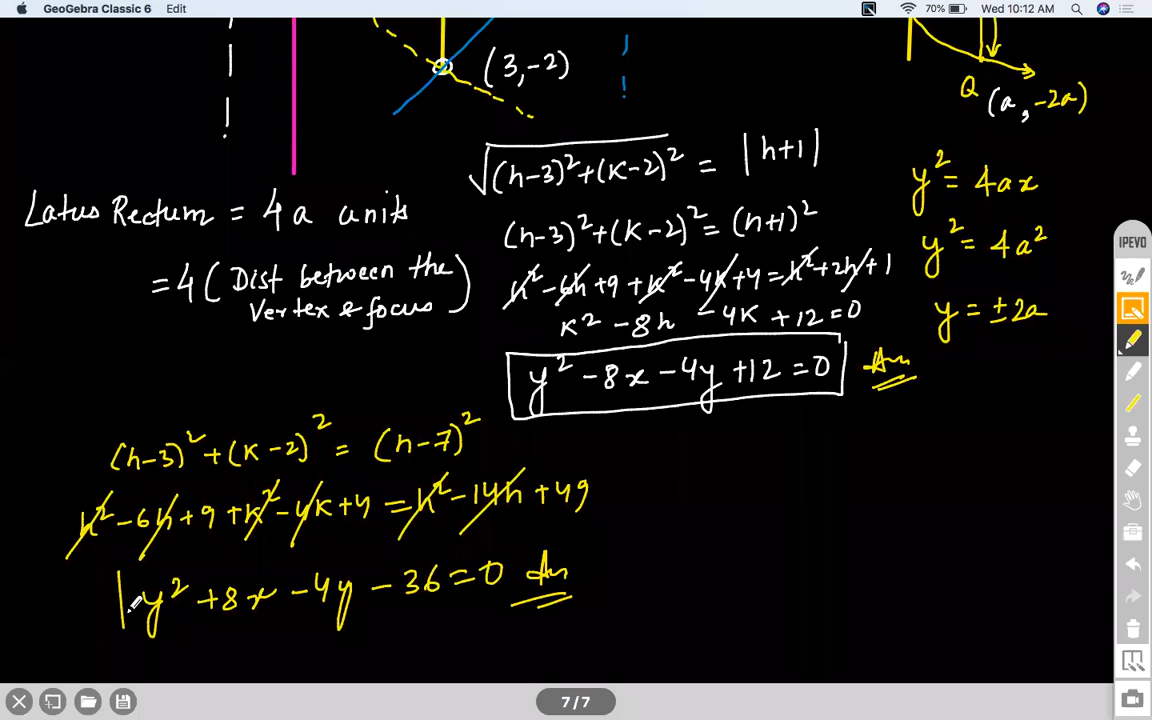 GeoGebra Classic 6 Edit 70% Wed 10:12 AM
(3,-2)
Q (a, -2a)
√(h-3)²+(K-2)² = |h+1|
y² = 4ax
Latus Rectum = 4a units
(h-3)²+(K-2)² = (h+1)²
y² = 4a²
= 4 ( Dist between the
Vertex & focus )
h² - 6h + 9 + K² - 4K + 4 = h² + 2h + 1
K² - 8h - 4K + 12 = 0
y = ±2a
y² - 8x - 4y + 12 = 0 Ans
(h-3)² + (K-2)² = (h-7)²
h² - 6h + 9 + K² - 4K + 4 = h² - 14h + 49
y² + 8x - 4y - 36 = 0 Ans
IPEVO
7/7